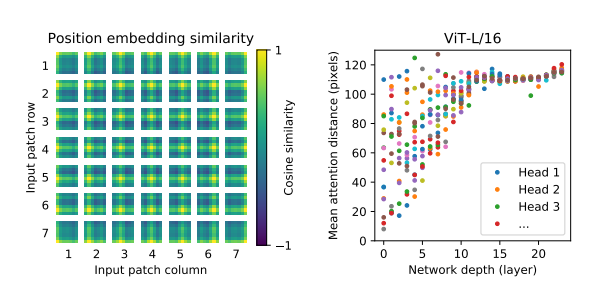 Position embedding similarity
1
2
3
4
5
6
7
Input patch row
1 2 3 4 5 6 7
Input patch column
1
−1
Cosine similarity
ViT-L/16
120
100
80
60
40
20
0
Mean attention distance (pixels)
Head 1
Head 2
Head 3
...
0 5 10 15 20
Network depth (layer)